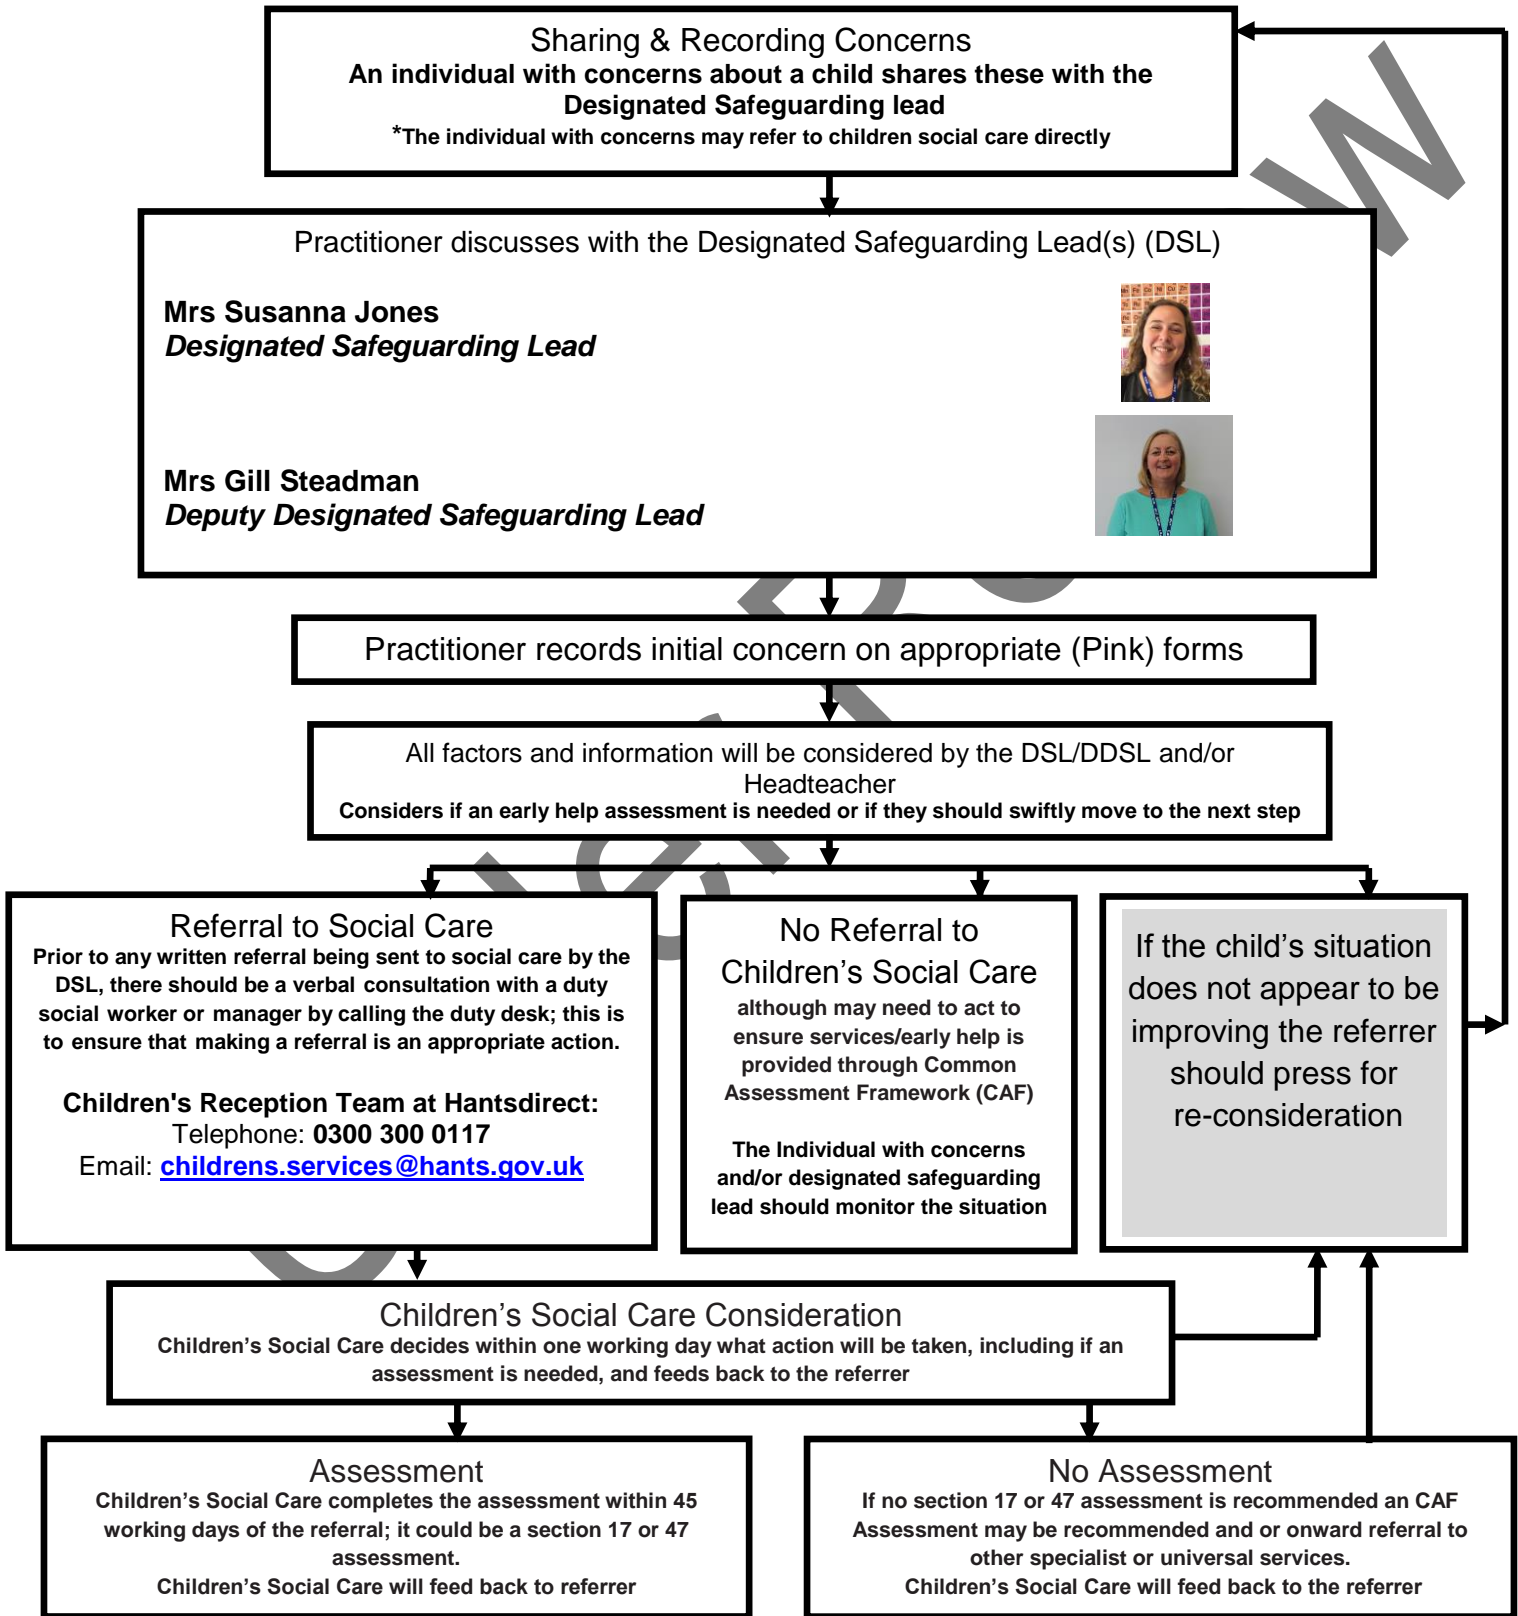 Sharing & Recording Concerns
An individual with concerns about a child shares these with the
Designated Safeguarding lead
*The individual with concerns may refer to children social care directly
Practitioner discusses with the Designated Safeguarding Lead(s) (DSL)
Mrs Susanna Jones
Designated Safeguarding Lead
Mrs Gill Steadman
Deputy Designated Safeguarding Lead
Practitioner records initial concern on appropriate (Pink) forms
All factors and information will be considered by the DSL/DDSL and/or
Headteacher
Considers if an early help assessment is needed or if they should swiftly move to the next step
Referral to Social Care
Prior to any written referral being sent to social care by the
DSL, there should be a verbal consultation with a duty
social worker or manager by calling the duty desk; this is
to ensure that making a referral is an appropriate action.
Children's Reception Team at Hantsdirect:
Telephone: 0300 300 0117
Email: childrens.services@hants.gov.uk
No Referral to
Children's Social Care
although may need to act to
ensure services/early help is
provided through Common
Assessment Framework (CAF)
The Individual with concerns
and/or designated safeguarding
lead should monitor the situation
If the child's situation
does not appear to be
improving the referrer
should press for
re-consideration
Children's Social Care Consideration
Children's Social Care decides within one working day what action will be taken, including if an
assessment is needed, and feeds back to the referrer
Assessment
Children's Social Care completes the assessment within 45
working days of the referral; it could be a section 17 or 47
assessment.
Children's Social Care will feed back to referrer
No Assessment
If no section 17 or 47 assessment is recommended an CAF
Assessment may be recommended and or onward referral to
other specialist or universal services.
Children's Social Care will feed back to the referrer